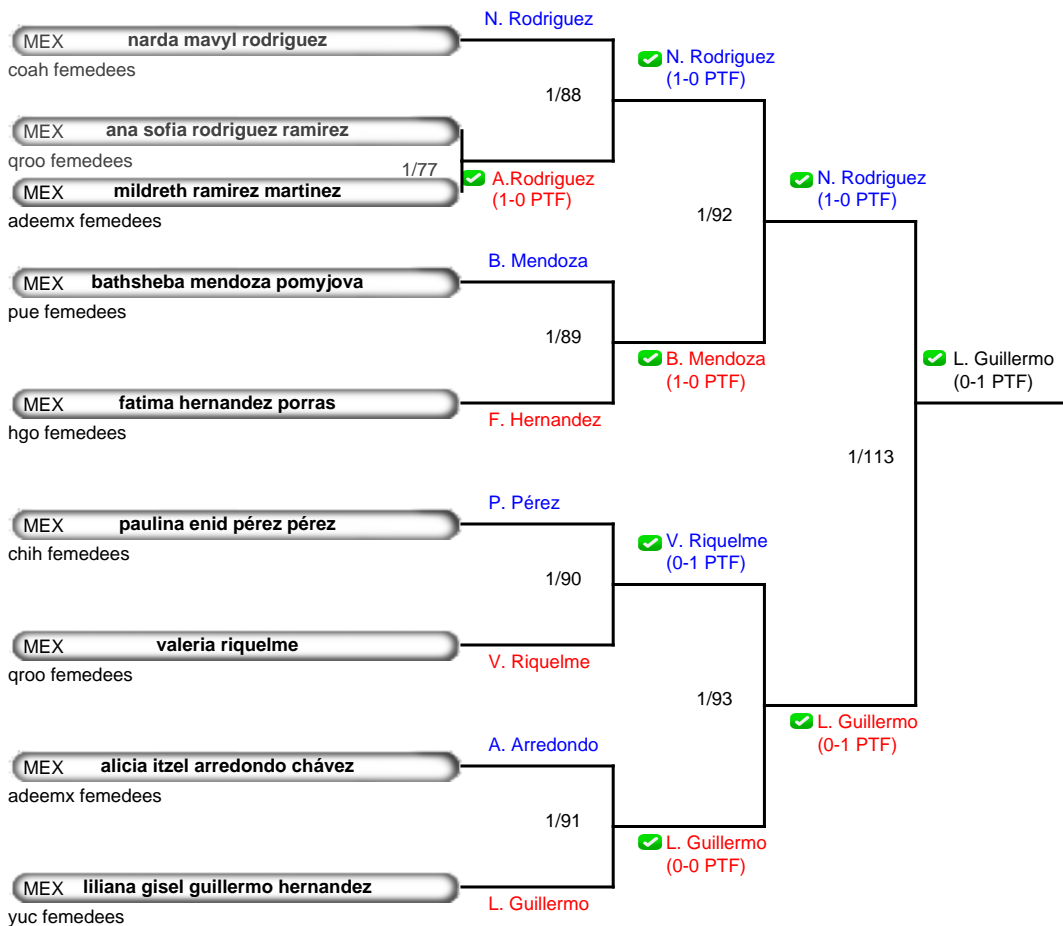 N. Rodriguez
MEX narda mavyl rodriguez
coah femedees
N. Rodriguez
(1-0 PTF)
1/88
MEX ana sofia rodriguez ramirez
qroo femedees
1/77
A.Rodriguez
(1-0 PTF)
MEX mildreth ramirez martinez
adeemx femedees
N. Rodriguez
(1-0 PTF)
1/92
B. Mendoza
MEX bathsheba mendoza pomyjova
pue femedees
1/89
B. Mendoza
(1-0 PTF)
L. Guillermo
(0-1 PTF)
MEX fatima hernandez porras
hgo femedees
F. Hernandez
1/113
P. Pérez
MEX paulina enid pérez pérez
chih femedees
V. Riquelme
(0-1 PTF)
1/90
MEX valeria riquelme
qroo femedees
V. Riquelme
1/93
L. Guillermo
(0-1 PTF)
A. Arredondo
MEX alicia itzel arredondo chávez
adeemx femedees
1/91
L. Guillermo
(0-0 PTF)
MEX liliana gisel guillermo hernandez
yuc femedees
L. Guillermo